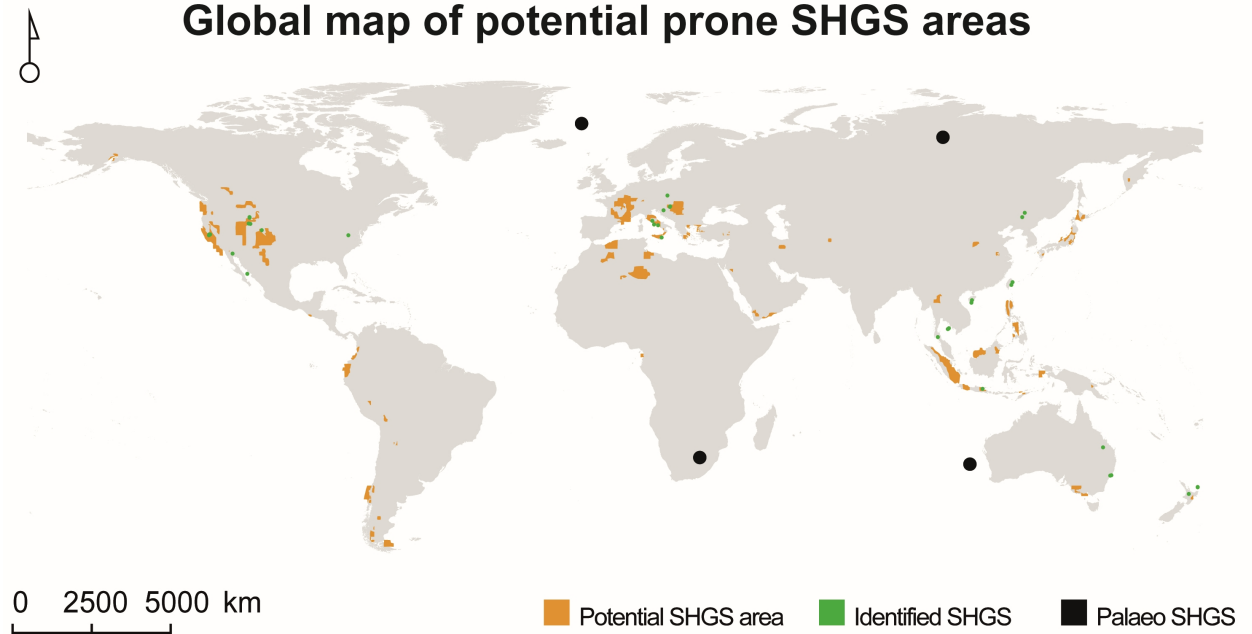 Global map of potential prone SHGS areas
0 2500 5000 km
Potential SHGS area
Identified SHGS
Palaeo SHGS